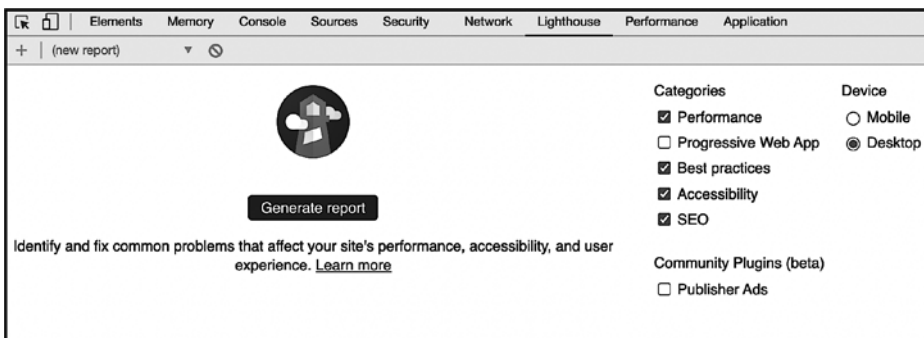 Elements Memory Console Sources Security Network Lighthouse Performance Application
(new report)
Categories
Performance
Progressive Web App
Best practices
Accessibility
SEO
Community Plugins (beta)
Publisher Ads
Device
Mobile
Desktop
Generate report
Identify and fix common problems that affect your site's performance, accessibility, and user
experience. Learn more